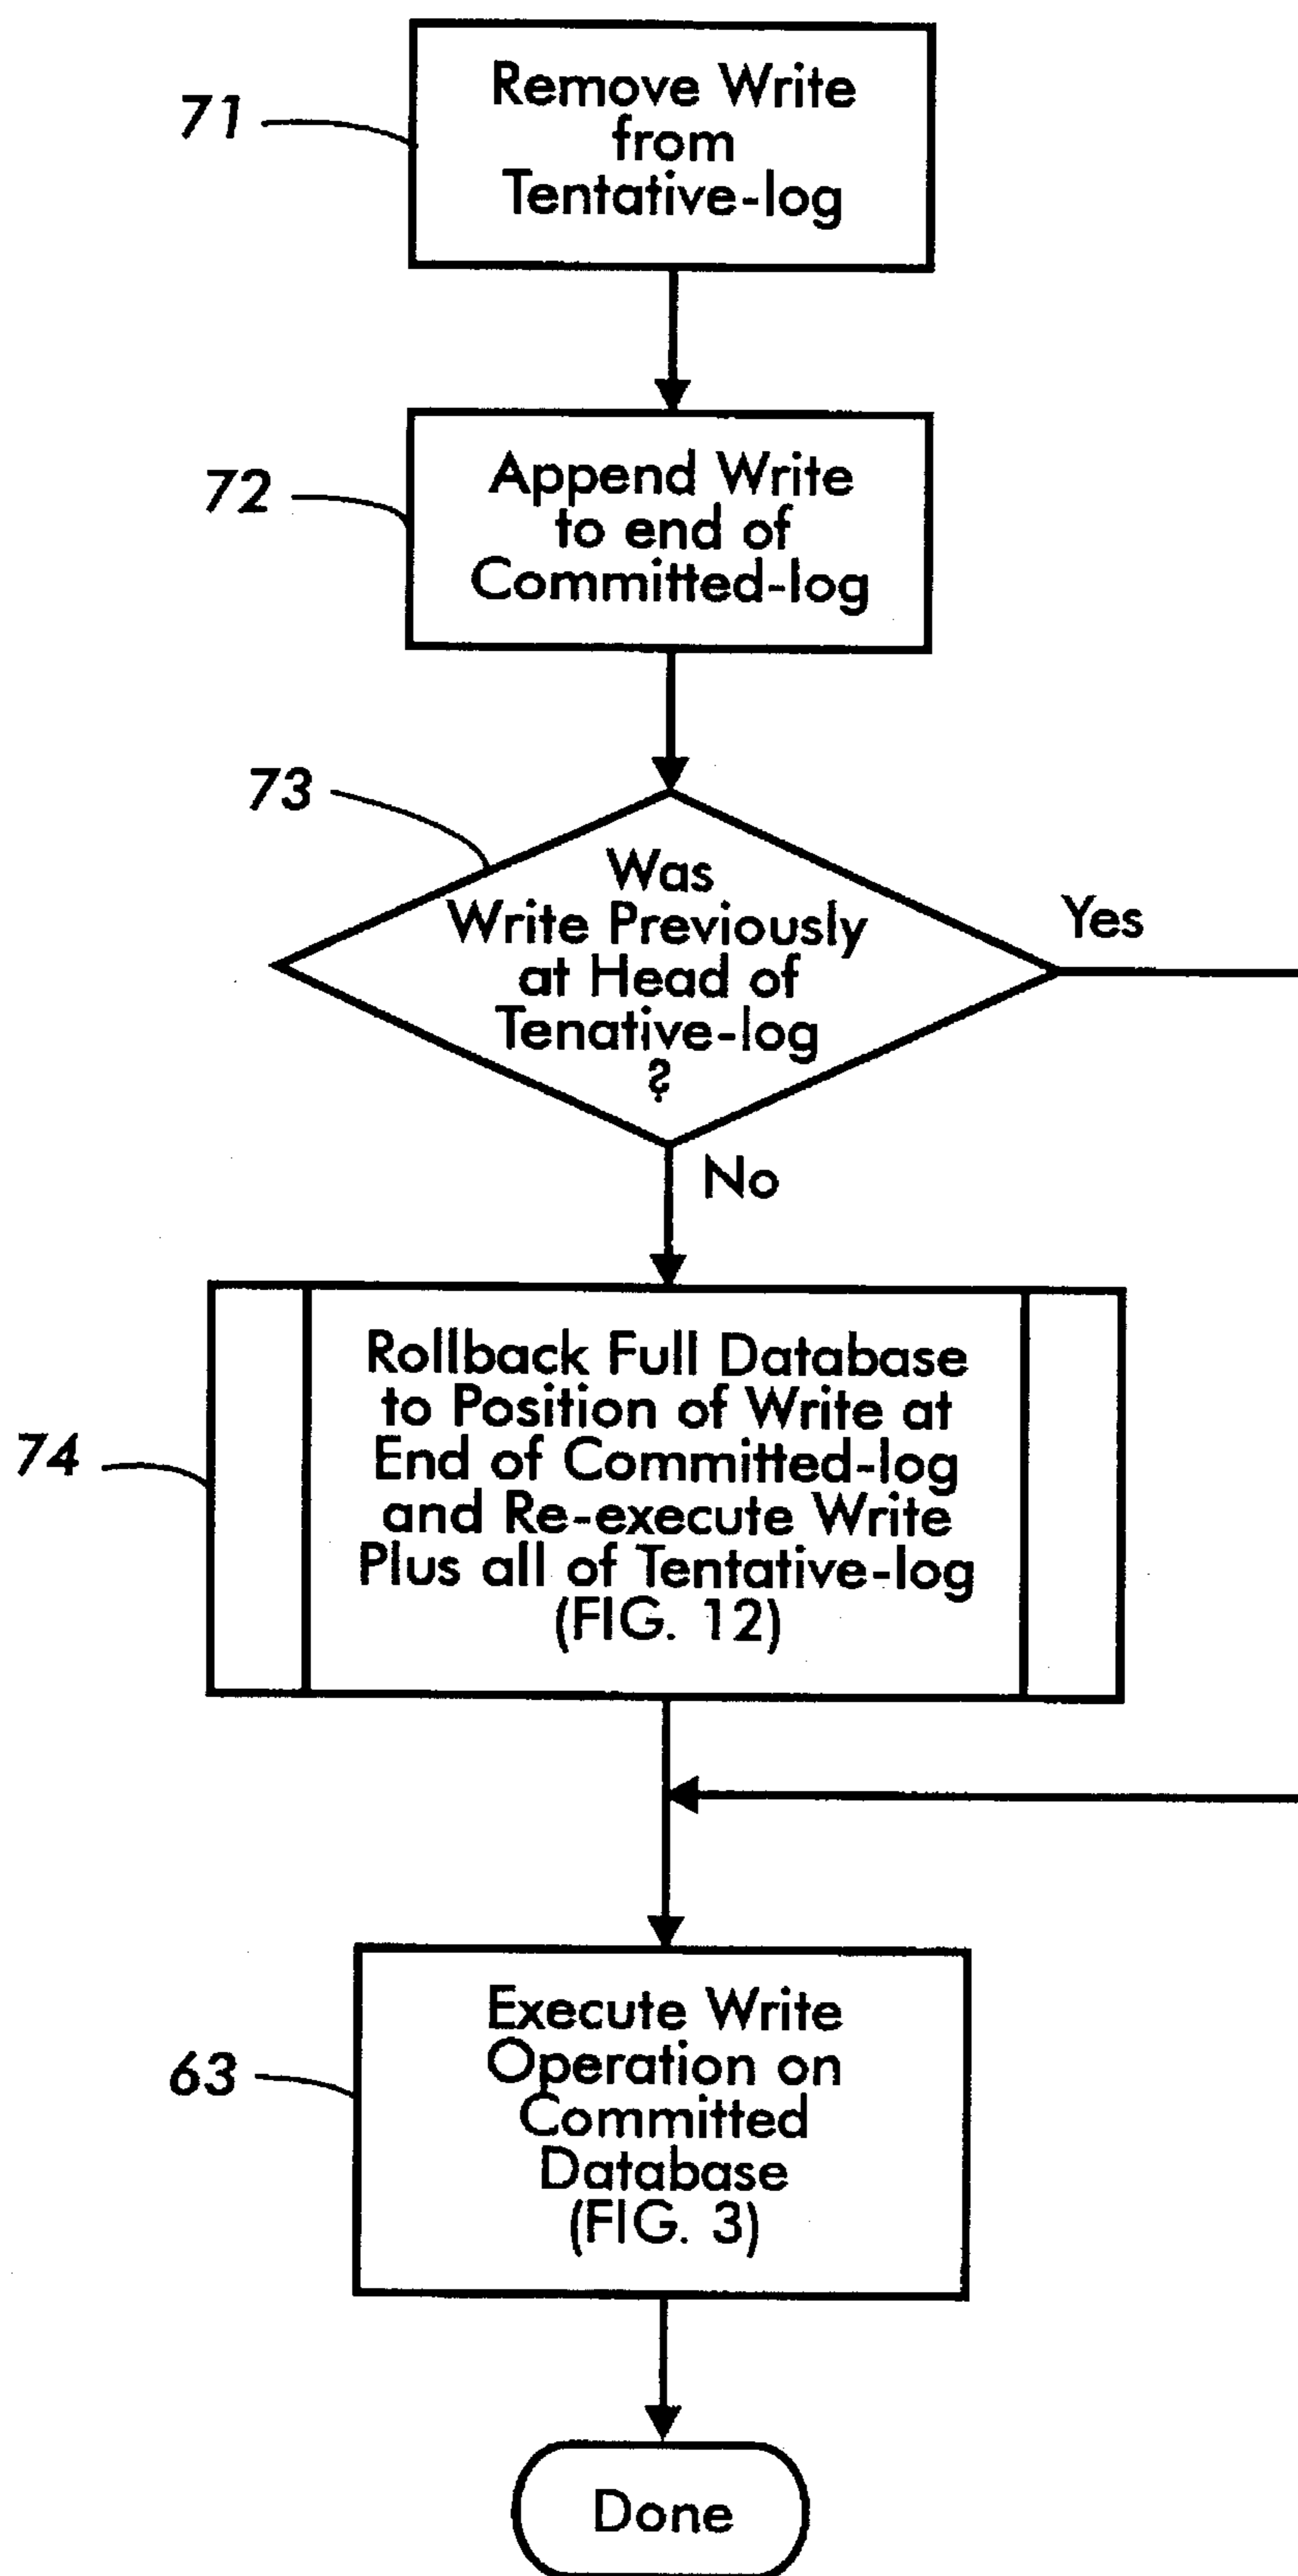 71
Remove Write
from
Tentative-log
72
Append Write
to end of
Committed-log
73
Was
Write Previously
at Head of
Tenative-log
?
Yes
No
74
Rollback Full Database
to Position of Write at
End of Committed-log
and Re-execute Write
Plus all of Tentative-log
(FIG. 12)
63
Execute Write
Operation on
Committed
Database
(FIG. 3)
Done